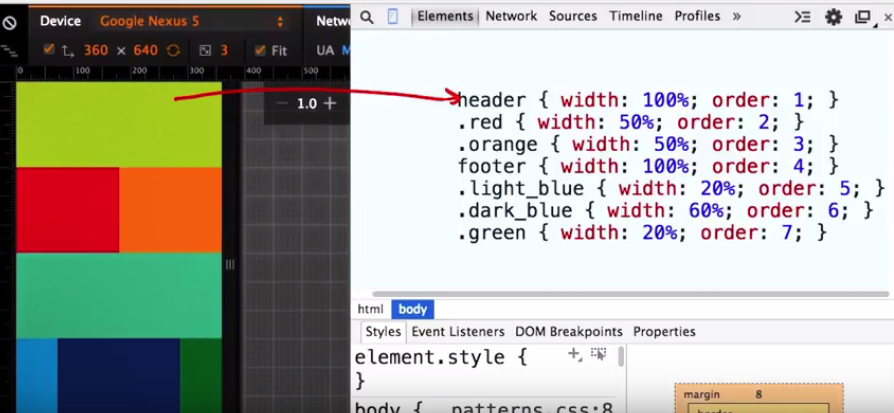 Device Google Nexus 5 Netwo
360 × 640 3 Fit UA M
0 100 200 300 400 500
1.0
Elements Network Sources Timeline Profiles »
header { width: 100%; order: 1; }
.red { width: 50%; order: 2; }
.orange { width: 50%; order: 3; }
footer { width: 100%; order: 4; }
.light_blue { width: 20%; order: 5; }
.dark_blue { width: 60%; order: 6; }
.green { width: 20%; order: 7; }
html body
Styles Event Listeners DOM Breakpoints Properties
element.style {
}
margin 8
body { patterns.css:8
border